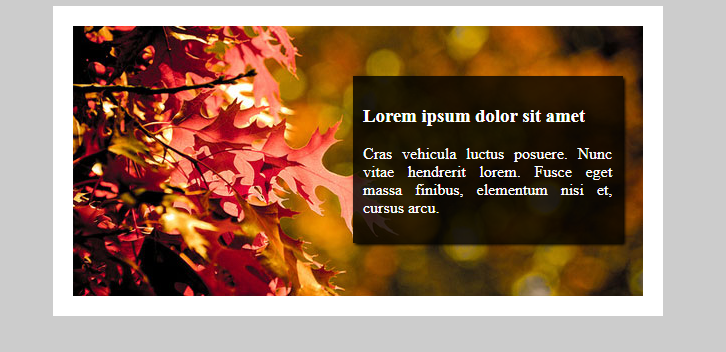 Lorem ipsum dolor sit amet
Cras vehicula luctus posuere. Nunc
vitae hendrerit lorem. Fusce eget
massa finibus, elementum nisi et,
cursus arcu.